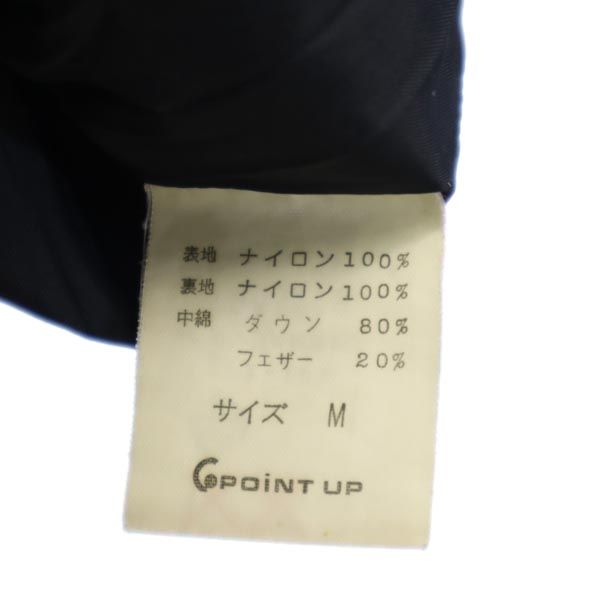 表地 ナイロン100%
裏地 ナイロン100%
中綿 ダウン 80%
フェザー 20%
サイズ M
POiNT UP